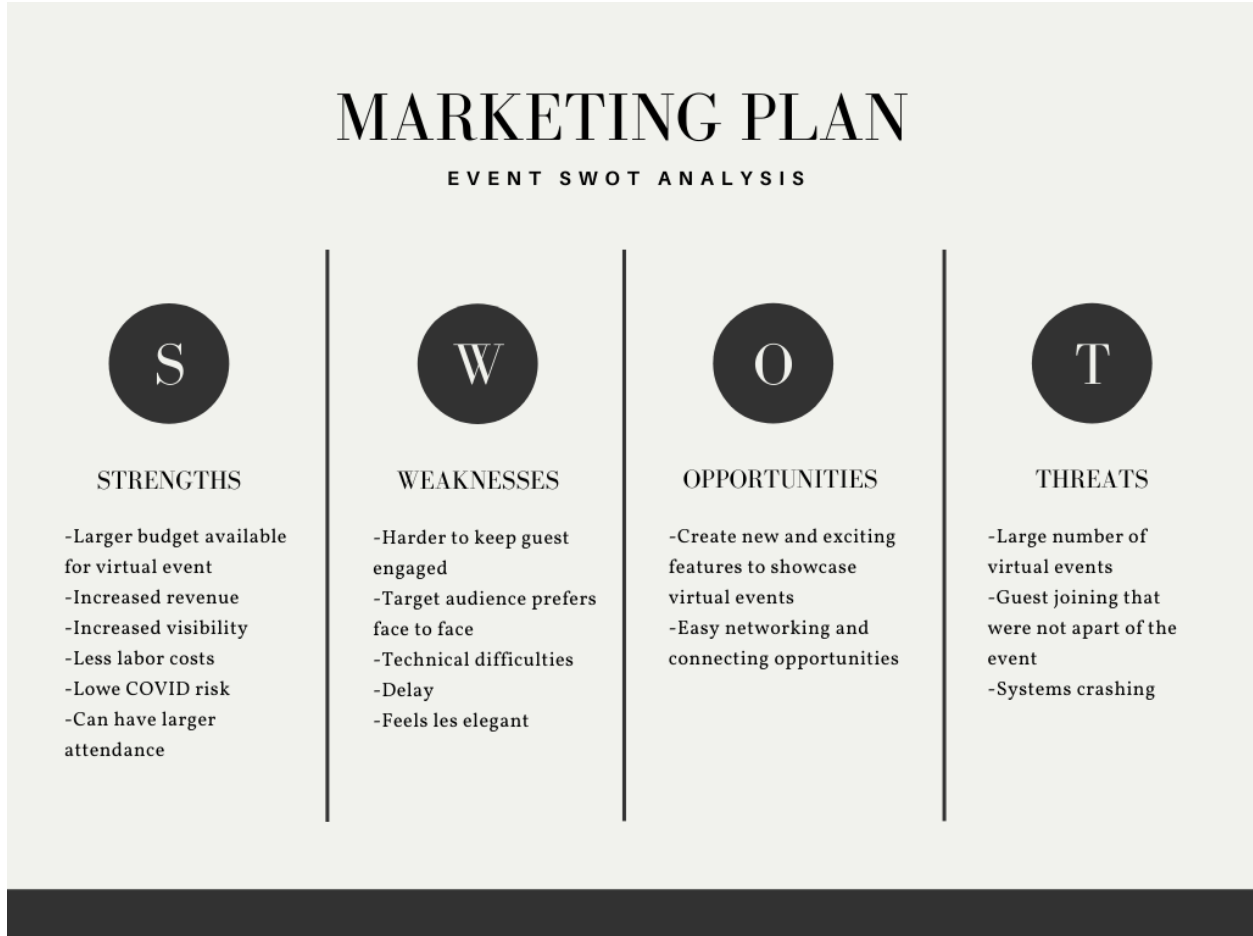 MARKETING PLAN
EVENT SWOT ANALYSIS
S
STRENGTHS
-Larger budget available
for virtual event
-Increased revenue
-Increased visibility
-Less labor costs
-Lowe COVID risk
-Can have larger
attendance
W
WEAKNESSES
-Harder to keep guest
engaged
-Target audience prefers
face to face
-Technical difficulties
-Delay
-Feels les elegant
O
OPPORTUNITIES
-Create new and exciting
features to showcase
virtual events
-Easy networking and
connecting opportunities
T
THREATS
-Large number of
virtual events
-Guest joining that
were not apart of the
event
-Systems crashing